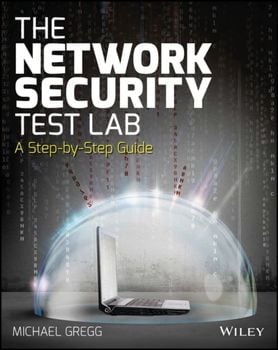 THE
NETWORK
SECURITY
TEST LAB
A Step-by-Step Guide
MICHAEL GREGG
WILEY